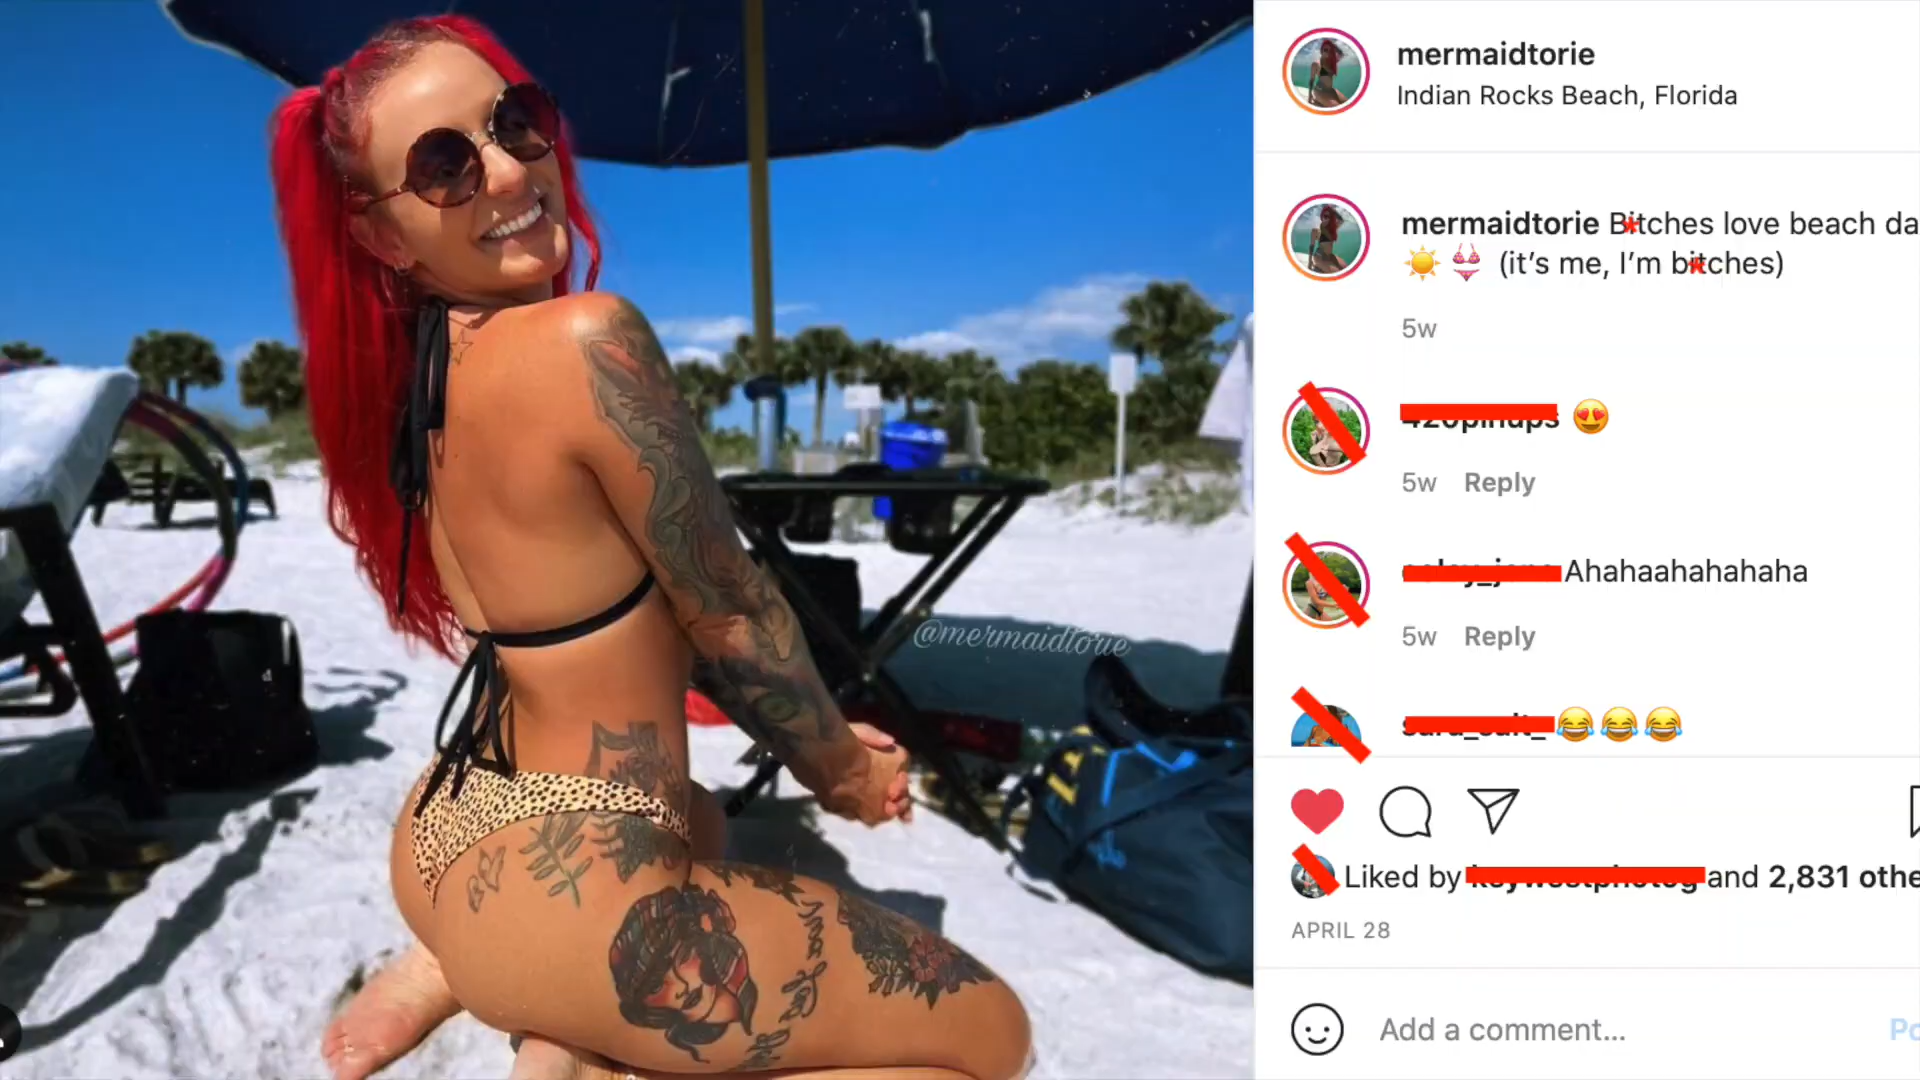 mermaidtorie
Indian Rocks Beach, Florida
mermaidtorie B*tches love beach da
☀️ 👙 (it's me, I'm b*tches)
5w
😍
5w Reply
Ahahaahahahaha
5w Reply
😂😂😂
@mermaidtorie
Liked by and 2,831 othe
APRIL 28
Add a comment... Po